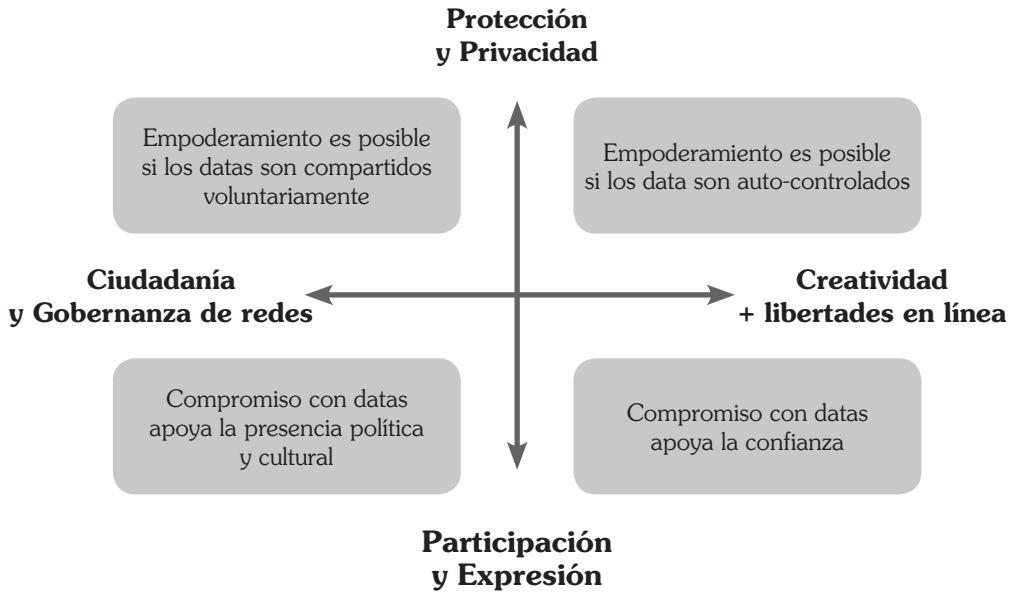 Protección
y Privacidad
Empoderamiento es posible
si los datas son compartidos
voluntariamente
Empoderamiento es posible
si los data son auto-controlados
Ciudadanía
y Gobernanza de redes
Creatividad
+ libertades en línea
Compromiso con datas
apoya la presencia política
y cultural
Compromiso con datas
apoya la confianza
Participación
y Expresión